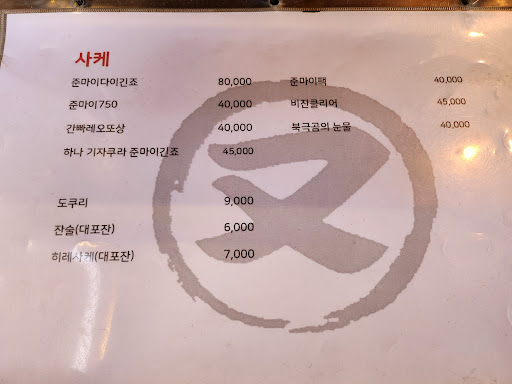 사케
준마이다이긴죠 80,000 준마이팩 40,000
준마이750 40,000 비잔클리어 45,000
간빠레오또상 40,000 북극곰의 눈물 40,000
하나 기자쿠라 준마이긴죠 45,000
도쿠리 9,000
잔술(대포잔) 6,000
히레사케(대포잔) 7,000
又